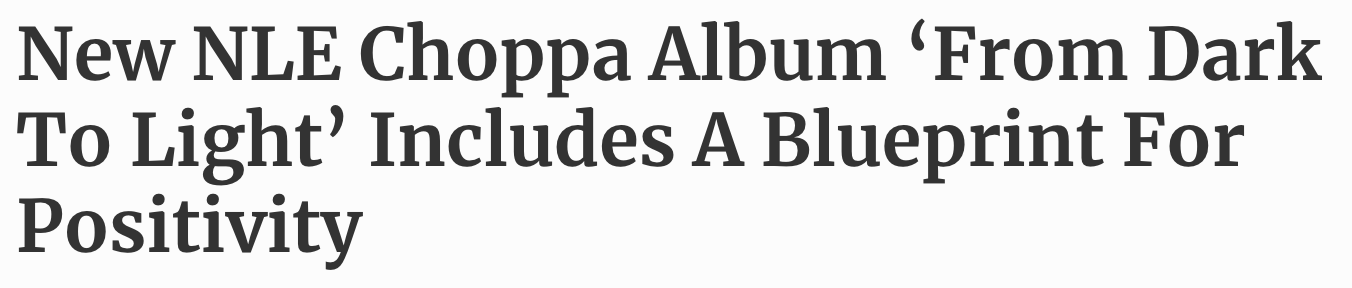 New NLE Choppa Album ‘From Dark
To Light’ Includes A Blueprint For
Positivity